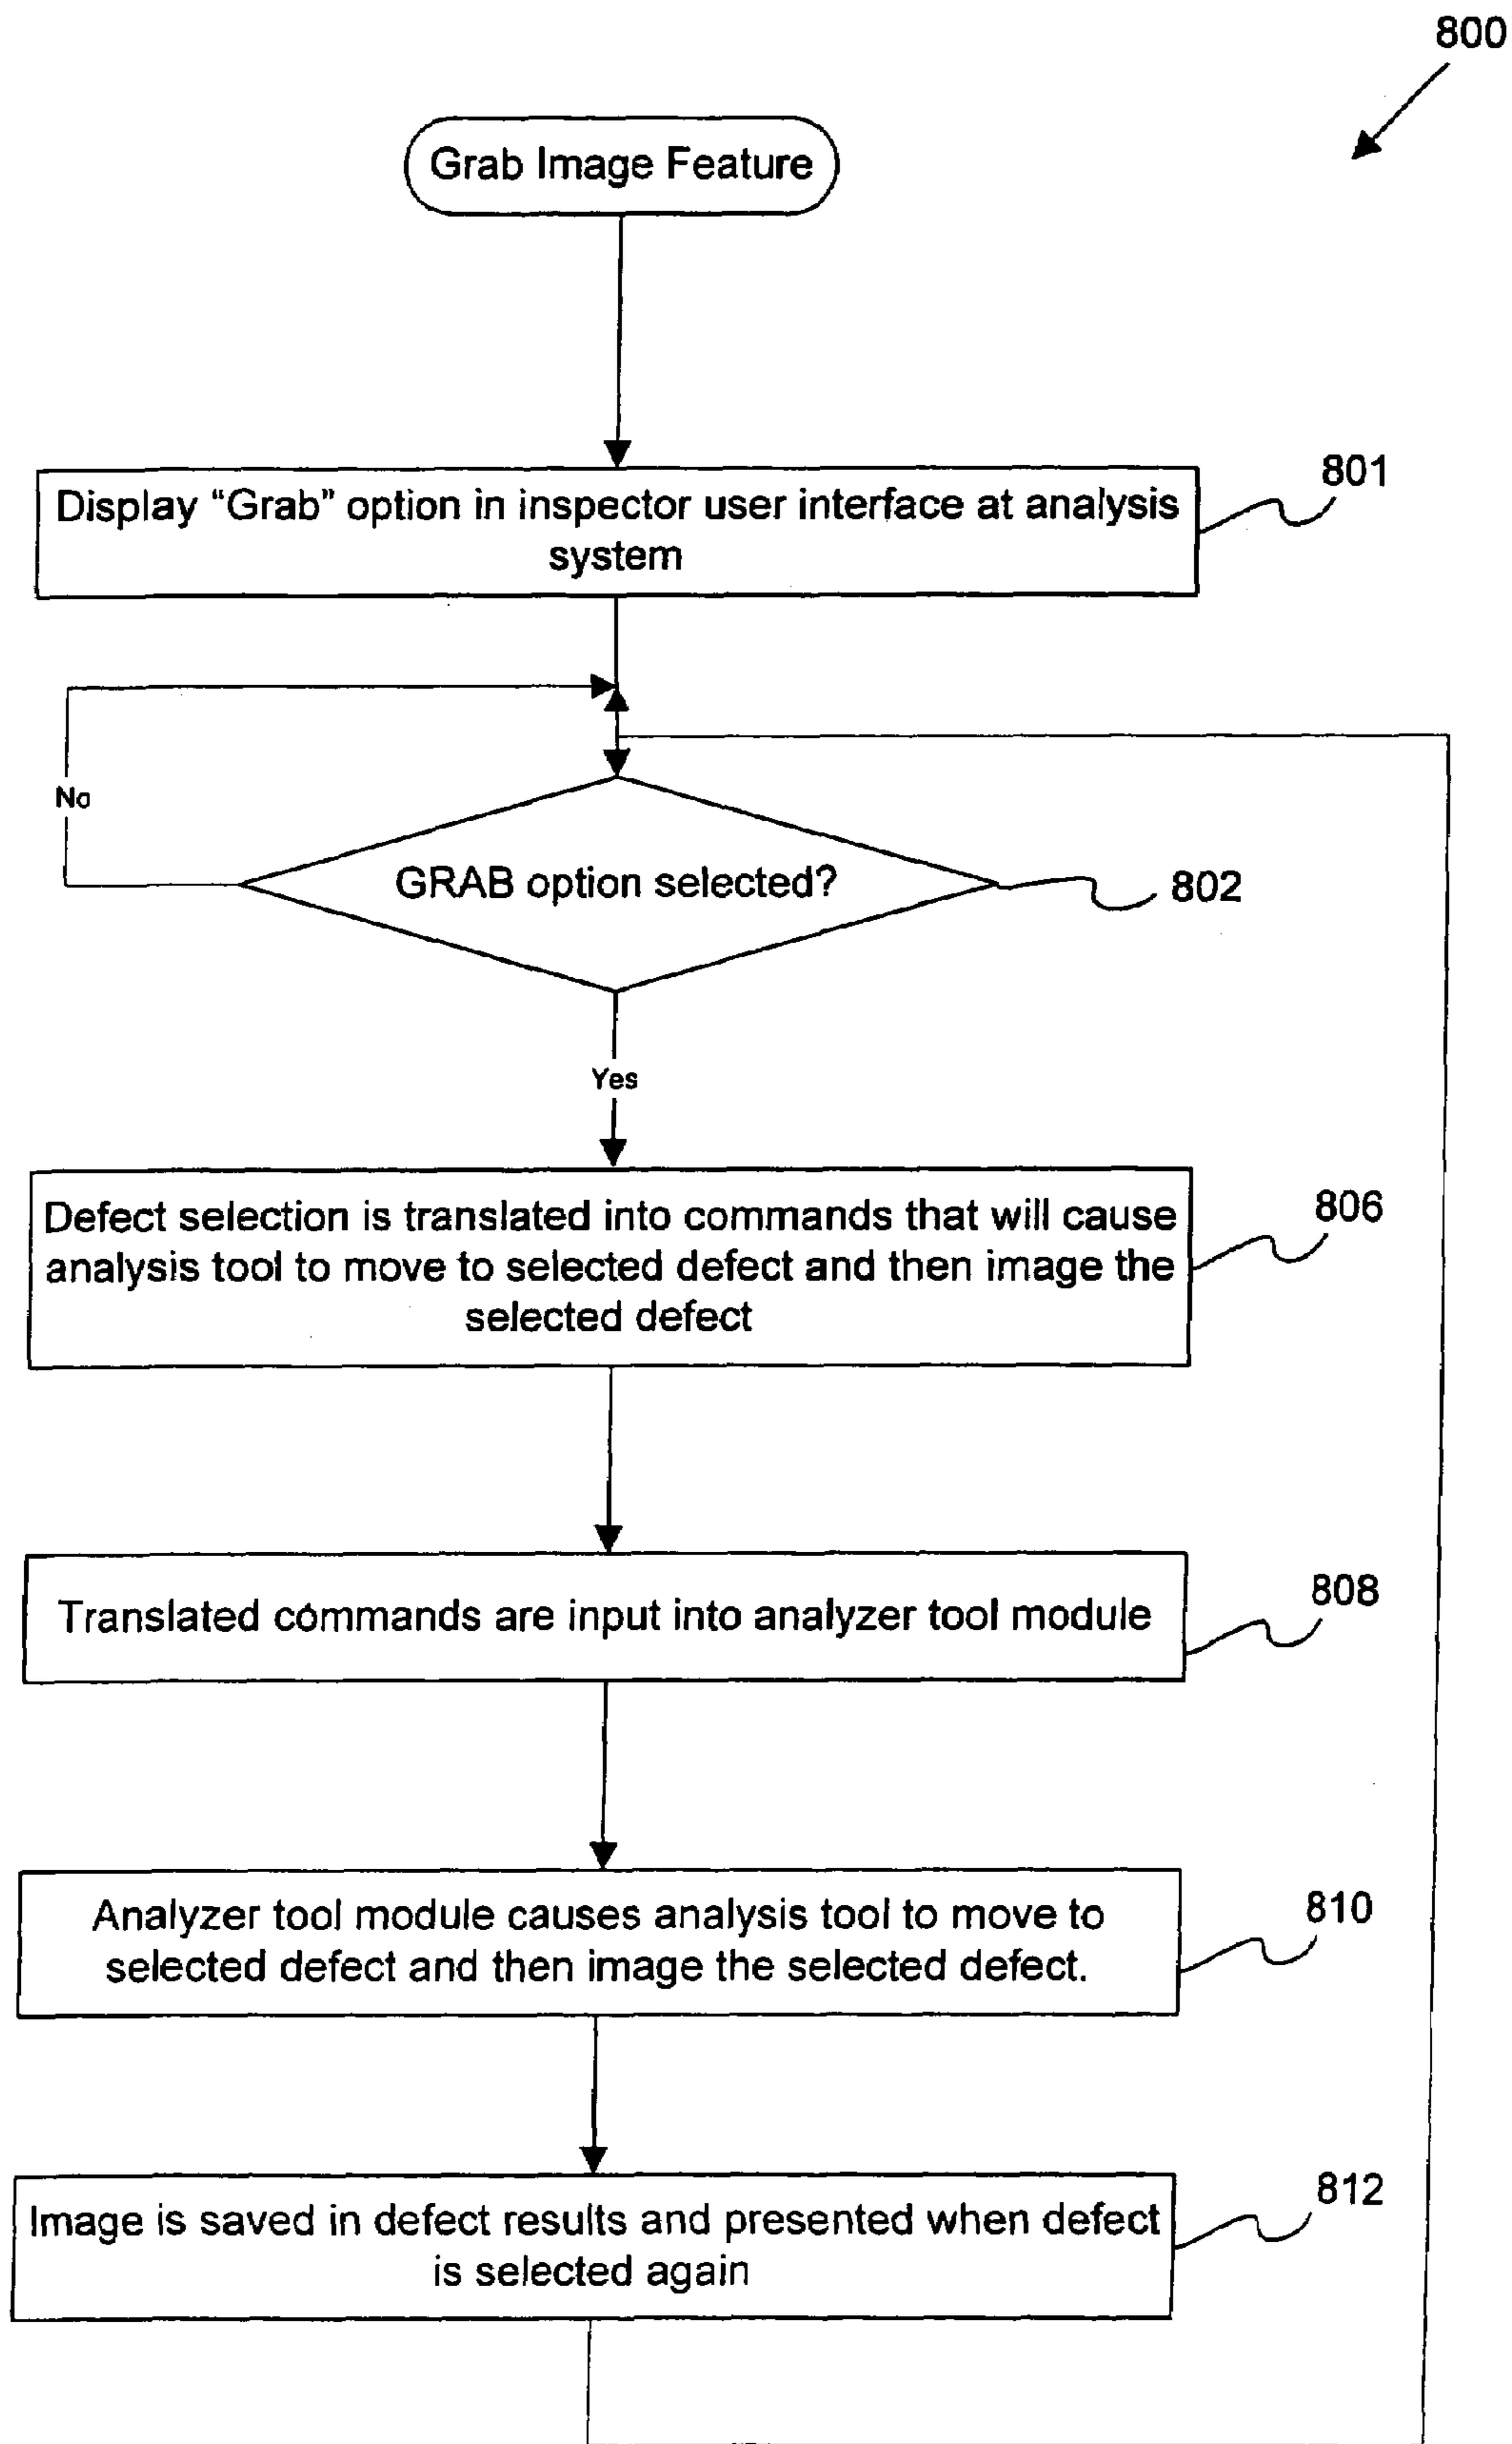 800
Grab Image Feature
Display “Grab” option in inspector user interface at analysis
system
801
No
GRAB option selected?
802
Yes
Defect selection is translated into commands that will cause
analysis tool to move to selected defect and then image the
selected defect
806
Translated commands are input into analyzer tool module
808
Analyzer tool module causes analysis tool to move to
selected defect and then image the selected defect.
810
Image is saved in defect results and presented when defect
is selected again
812